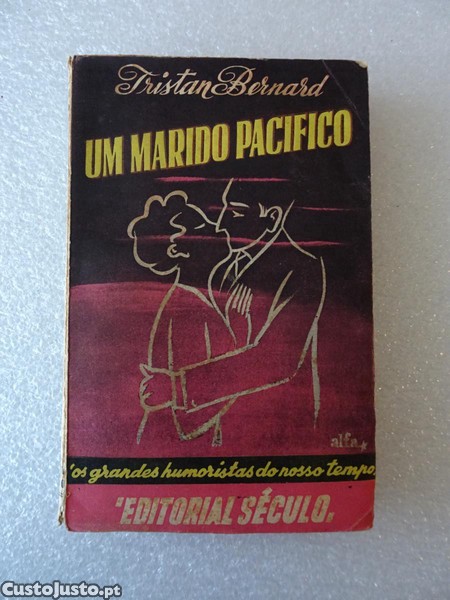 Tristan Bernard
UM MARIDO PACIFICO
alfa
"os grandes humoristas do nosso tempo"
"EDITORIAL SÉCULO"
CustoJusto.pt